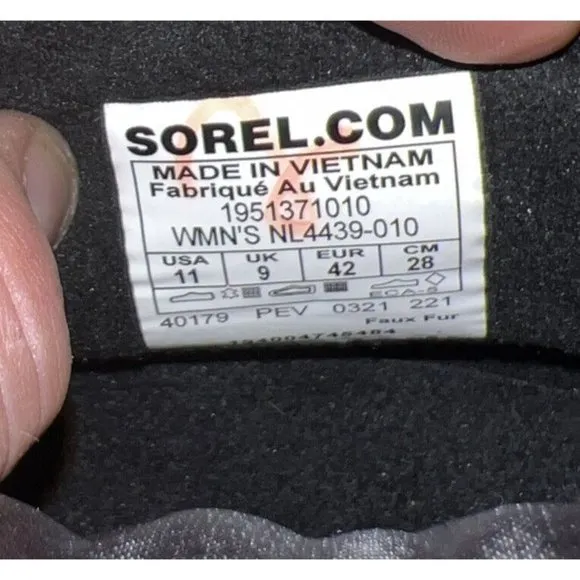 SOREL.COM
MADE IN VIETNAM
Fabriqué Au Vietnam
1951371010
WMN'S NL4439-010
USA UK EUR CM
11 9 42 28
ECA-S
40179 PEV 0321 221
Faux Fur